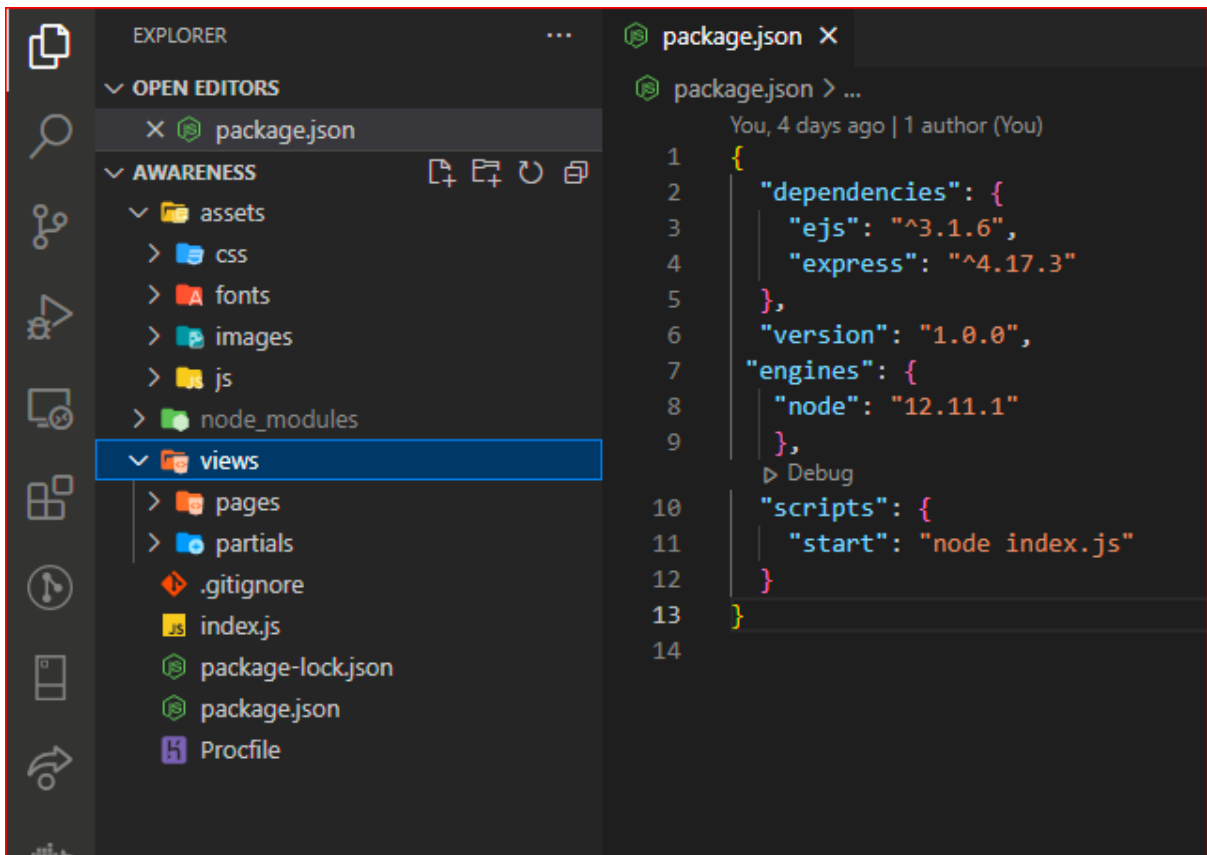 EXPLORER
OPEN EDITORS
package.json
AWARENESS
assets
css
fonts
images
js
node_modules
views
pages
partials
.gitignore
index.js
package-lock.json
package.json
Procfile
package.json
package.json > ...
You, 4 days ago | 1 author (You)
1 {
2 "dependencies": {
3 "ejs": "^3.1.6",
4 "express": "^4.17.3"
5 },
6 "version": "1.0.0",
7 "engines": {
8 "node": "12.11.1"
9 },
Debug
10 "scripts": {
11 "start": "node index.js"
12 }
13 }
14